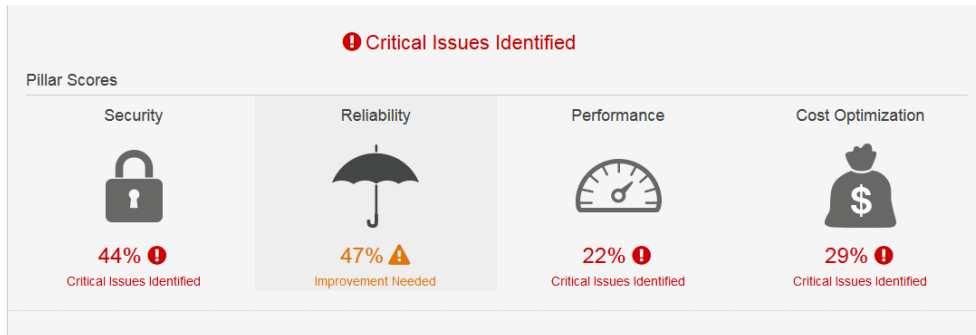 Critical Issues Identified
Pillar Scores
Security
Reliability
Performance
Cost Optimization
$
44%
47%
22%
29%
Critical Issues Identified
Improvement Needed
Critical Issues Identified
Critical Issues Identified